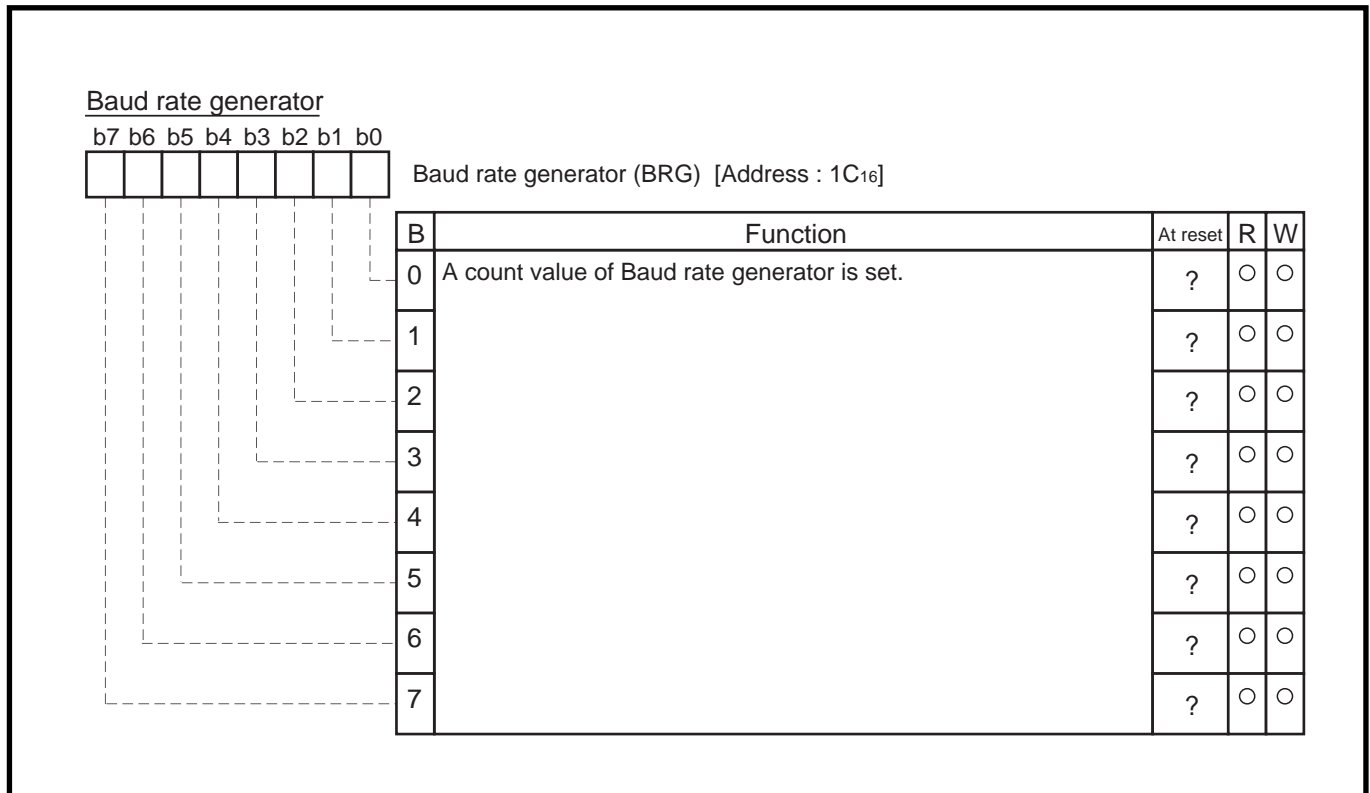 Baud rate generator
b7 b6 b5 b4 b3 b2 b1 b0
Baud rate generator (BRG) [Address : 1C16]
B Function At reset R W
0 A count value of Baud rate generator is set. ? ○ ○
1 ? ○ ○
2 ? ○ ○
3 ? ○ ○
4 ? ○ ○
5 ? ○ ○
6 ? ○ ○
7 ? ○ ○